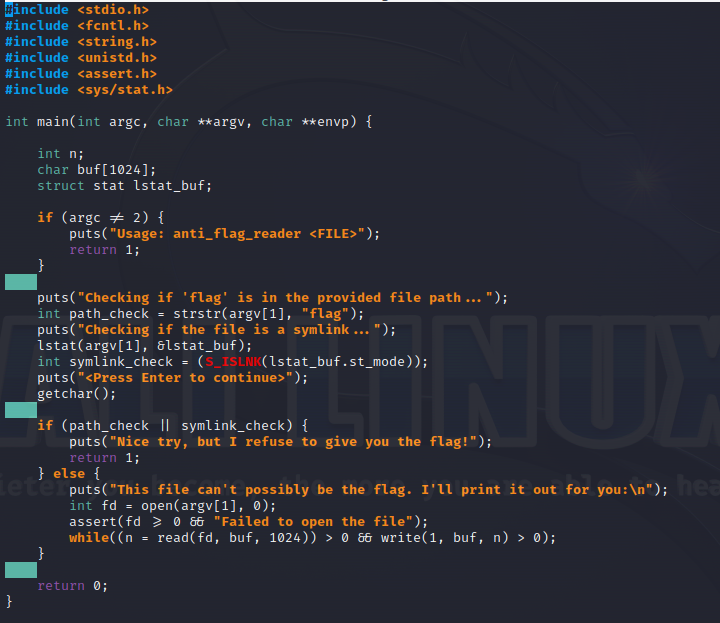 #include <stdio.h>
#include <fcntl.h>
#include <string.h>
#include <unistd.h>
#include <assert.h>
#include <sys/stat.h>

int main(int argc, char **argv, char **envp) {

    int n;
    char buf[1024];
    struct stat lstat_buf;

    if (argc != 2) {
        puts("Usage: anti_flag_reader <FILE>");
        return 1;
    }

    puts("Checking if 'flag' is in the provided file path...");
    int path_check = strstr(argv[1], "flag");
    puts("Checking if the file is a symlink...");
    lstat(argv[1], &lstat_buf);
    int symlink_check = (S_ISLNK(lstat_buf.st_mode));
    puts("<Press Enter to continue>");
    getchar();

    if (path_check || symlink_check) {
        puts("Nice try, but I refuse to give you the flag!");
        return 1;
    } else {
        puts("This file can't possibly be the flag. I'll print it out for you:\n");
        int fd = open(argv[1], 0);
        assert(fd >= 0 && "Failed to open the file");
        while((n = read(fd, buf, 1024)) > 0 && write(1, buf, n) > 0);
    }

    return 0;
}